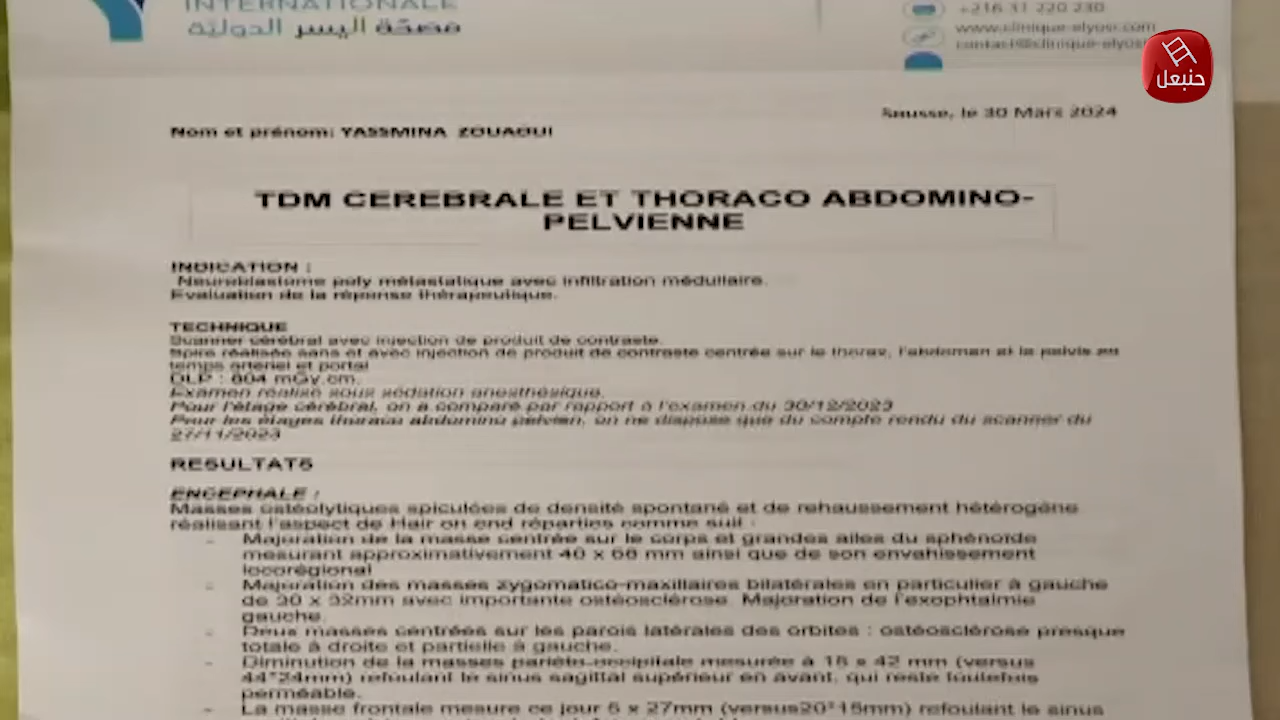 INTERNATIONALE
مصحّة اليسر الدوليّة
+216 31 220 230
www.clinique-elyosr.com
contact@clinique-elyos
حنبعل
Sousse, le 30 Mars 2024
Nom et prénom: YASSMINA ZOUAOUI
TDM CEREBRALE ET THORACO ABDOMINO-
PELVIENNE
INDICATION :
Neuroblastome poly métastatique avec infiltration médullaire.
Evaluation de la réponse thérapeutique.
TECHNIQUE
Scanner cérébral avec injection de produit de contraste.
Spire réalisée sans et avec injection de produit de contraste centrée sur le thorax, l'abdomen et le pelvis en
temps artériel et portal
DLP : 804 mGy.cm.
Examen réalisé sous sédation anesthésique.
Pour l'étage cérébral, on a comparé par rapport à l'examen du 30/12/2023
Pour les étages thoraco abdomino pelvien, on ne dispose que du compte rendu du scanner du
27/11/2023
RESULTATS
ENCEPHALE :
Masses ostéolytiques spiculées de densité spontané et de rehaussement hétérogène
réalisant l'aspect de Hair on end réparties comme suit :
- Majoration de la masse centrée sur le corps et grandes ailes du sphénoïde
mesurant approximativement 40 x 68 mm ainsi que de son envahissement
locorégional
- Majoration des masses zygomatico-maxillaires bilatérales en particulier à gauche
de 30 x 32mm avec importante ostéosclérose. Majoration de l'exophtalmie
gauche.
- Deux masses centrées sur les parois latérales des orbites : ostéosclérose presque
totale à droite et partielle à gauche.
- Diminution de la masses pariéto-occipitale mesurée à 18 x 42 mm (versus
44*24mm) refoulant le sinus sagittal supérieur en avant, qui reste toutefois
perméable.
- La masse frontale mesure ce jour 6 x 27mm (versus20*15mm) refoulant le sinus